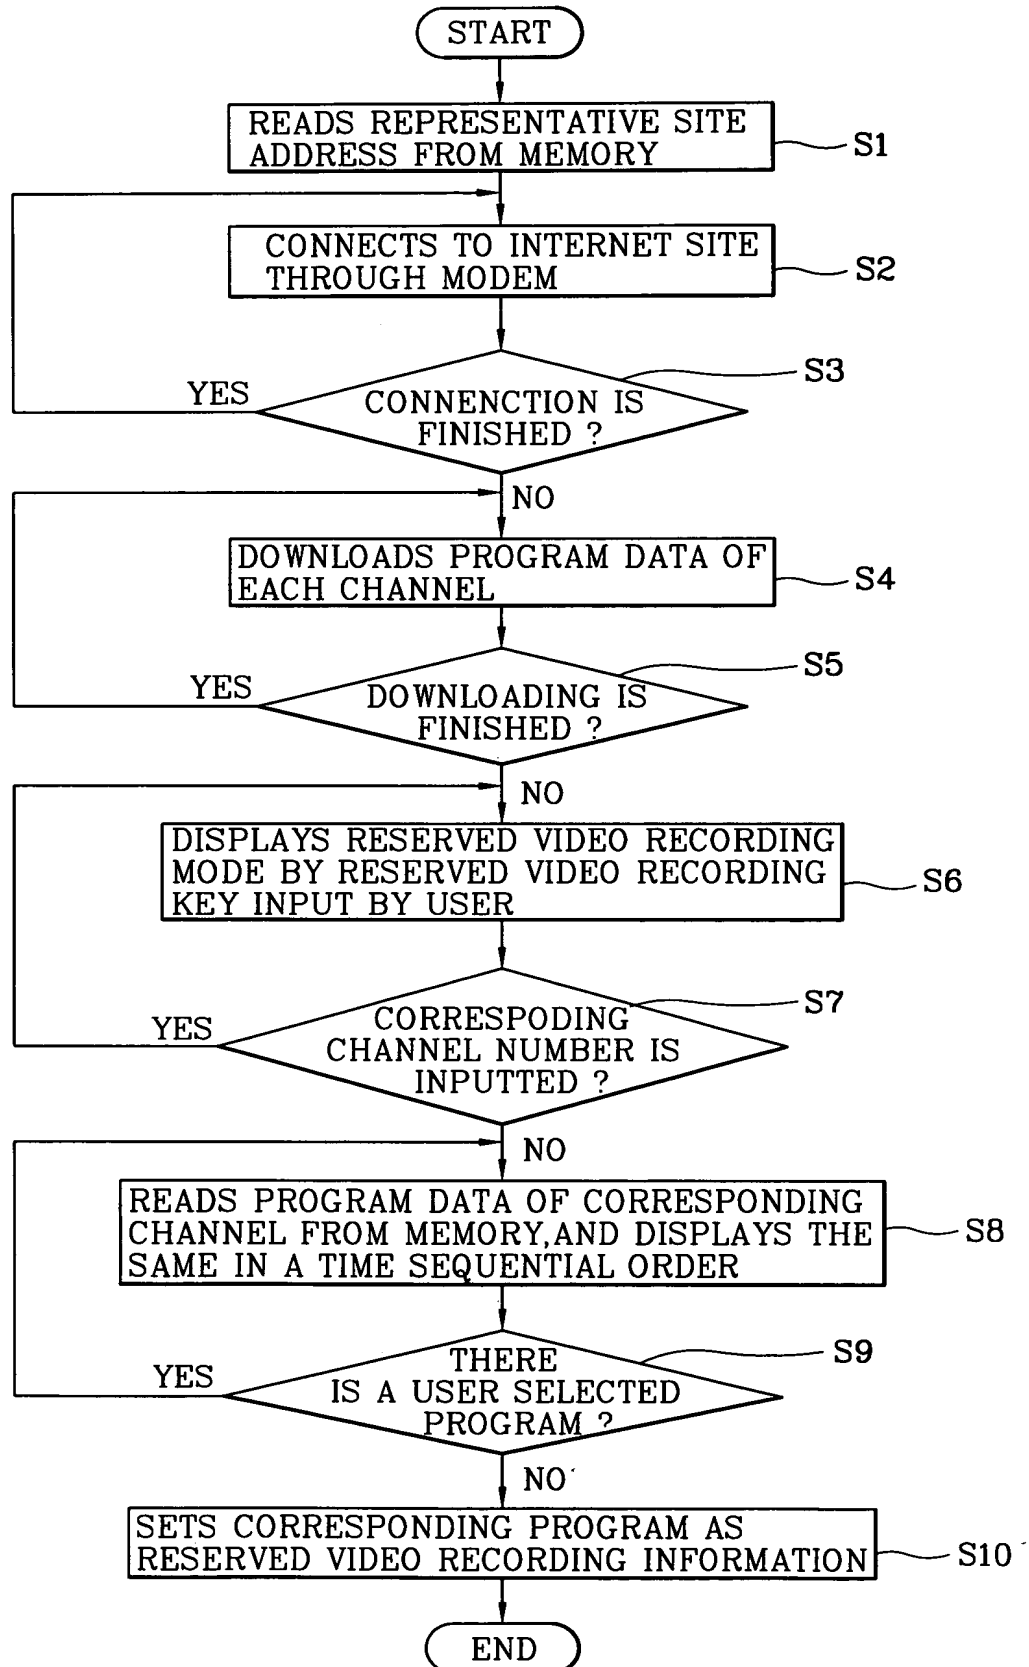 START
READS REPRESENTATIVE SITE
ADDRESS FROM MEMORY
S1
CONNECTS TO INTERNET SITE
THROUGH MODEM
S2
S3
YES
CONNENCTION IS
FINISHED ?
NO
DOWNLOADS PROGRAM DATA OF
EACH CHANNEL
S4
S5
YES
DOWNLOADING IS
FINISHED ?
NO
DISPLAYS RESERVED VIDEO RECORDING
MODE BY RESERVED VIDEO RECORDING
KEY INPUT BY USER
S6
S7
YES
CORRESPODING
CHANNEL NUMBER IS
INPUTTED ?
NO
READS PROGRAM DATA OF CORRESPONDING
CHANNEL FROM MEMORY,AND DISPLAYS THE
SAME IN A TIME SEQUENTIAL ORDER
S8
S9
YES
THERE
IS A USER SELECTED
PROGRAM ?
NO
SETS CORRESPONDING PROGRAM AS
RESERVED VIDEO RECORDING INFORMATION
S10
END